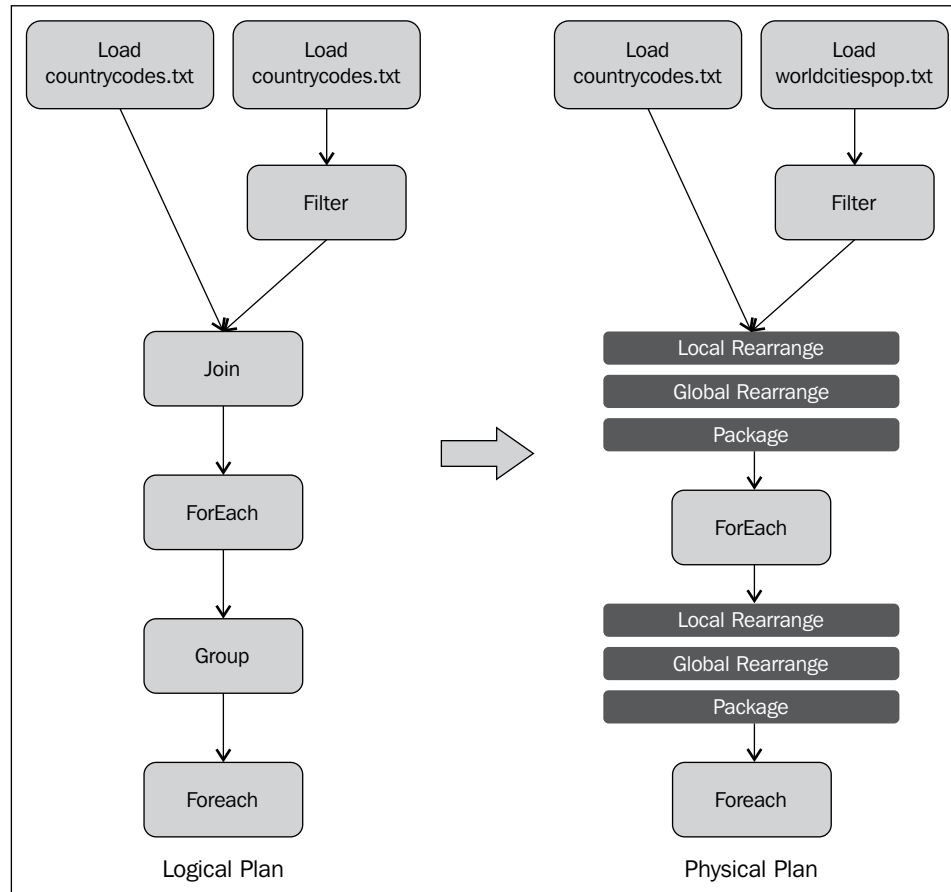 Load
countrycodes.txt
Load
countrycodes.txt
Filter
Join
ForEach
Group
Foreach
Logical Plan
Load
countrycodes.txt
Load
worldcitiespop.txt
Filter
Local Rearrange
Global Rearrange
Package
ForEach
Local Rearrange
Global Rearrange
Package
Foreach
Physical Plan